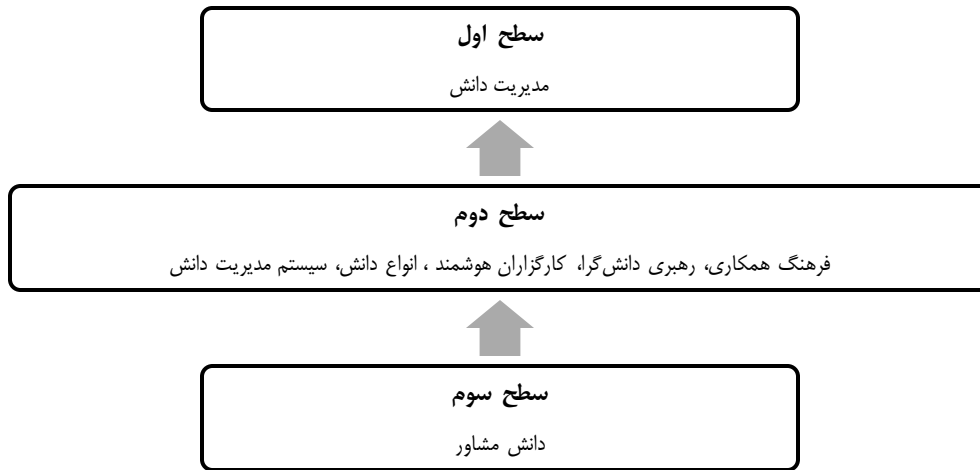 سطح اول
مدیریت دانش
سطح دوم
فرهنگ همکاری، رهبری دانش‌گرا، کارگزاران هوشمند ، انواع دانش، سیستم مدیریت دانش
سطح سوم
دانش مشاور